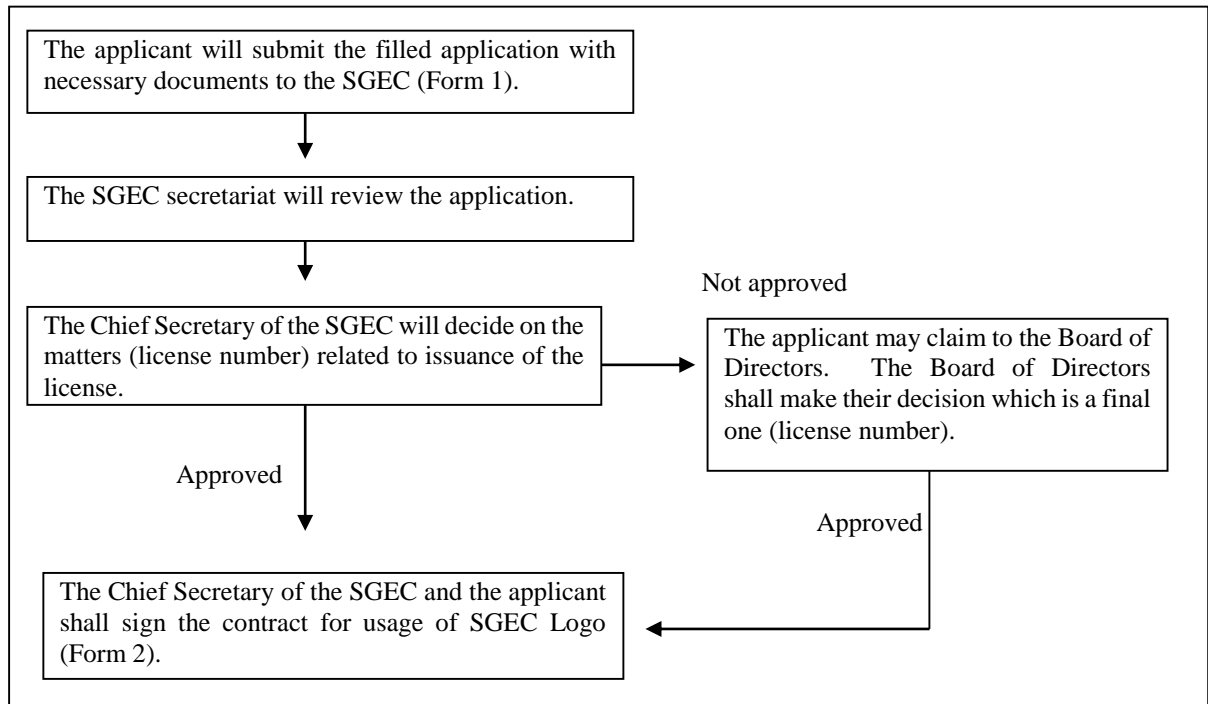 The applicant will submit the filled application with
necessary documents to the SGEC (Form 1).
The SGEC secretariat will review the application.
Not approved
The Chief Secretary of the SGEC will decide on the
matters (license number) related to issuance of the
license.
The applicant may claim to the Board of
Directors. The Board of Directors
shall make their decision which is a final
one (license number).
Approved
Approved
The Chief Secretary of the SGEC and the applicant
shall sign the contract for usage of SGEC Logo
(Form 2).